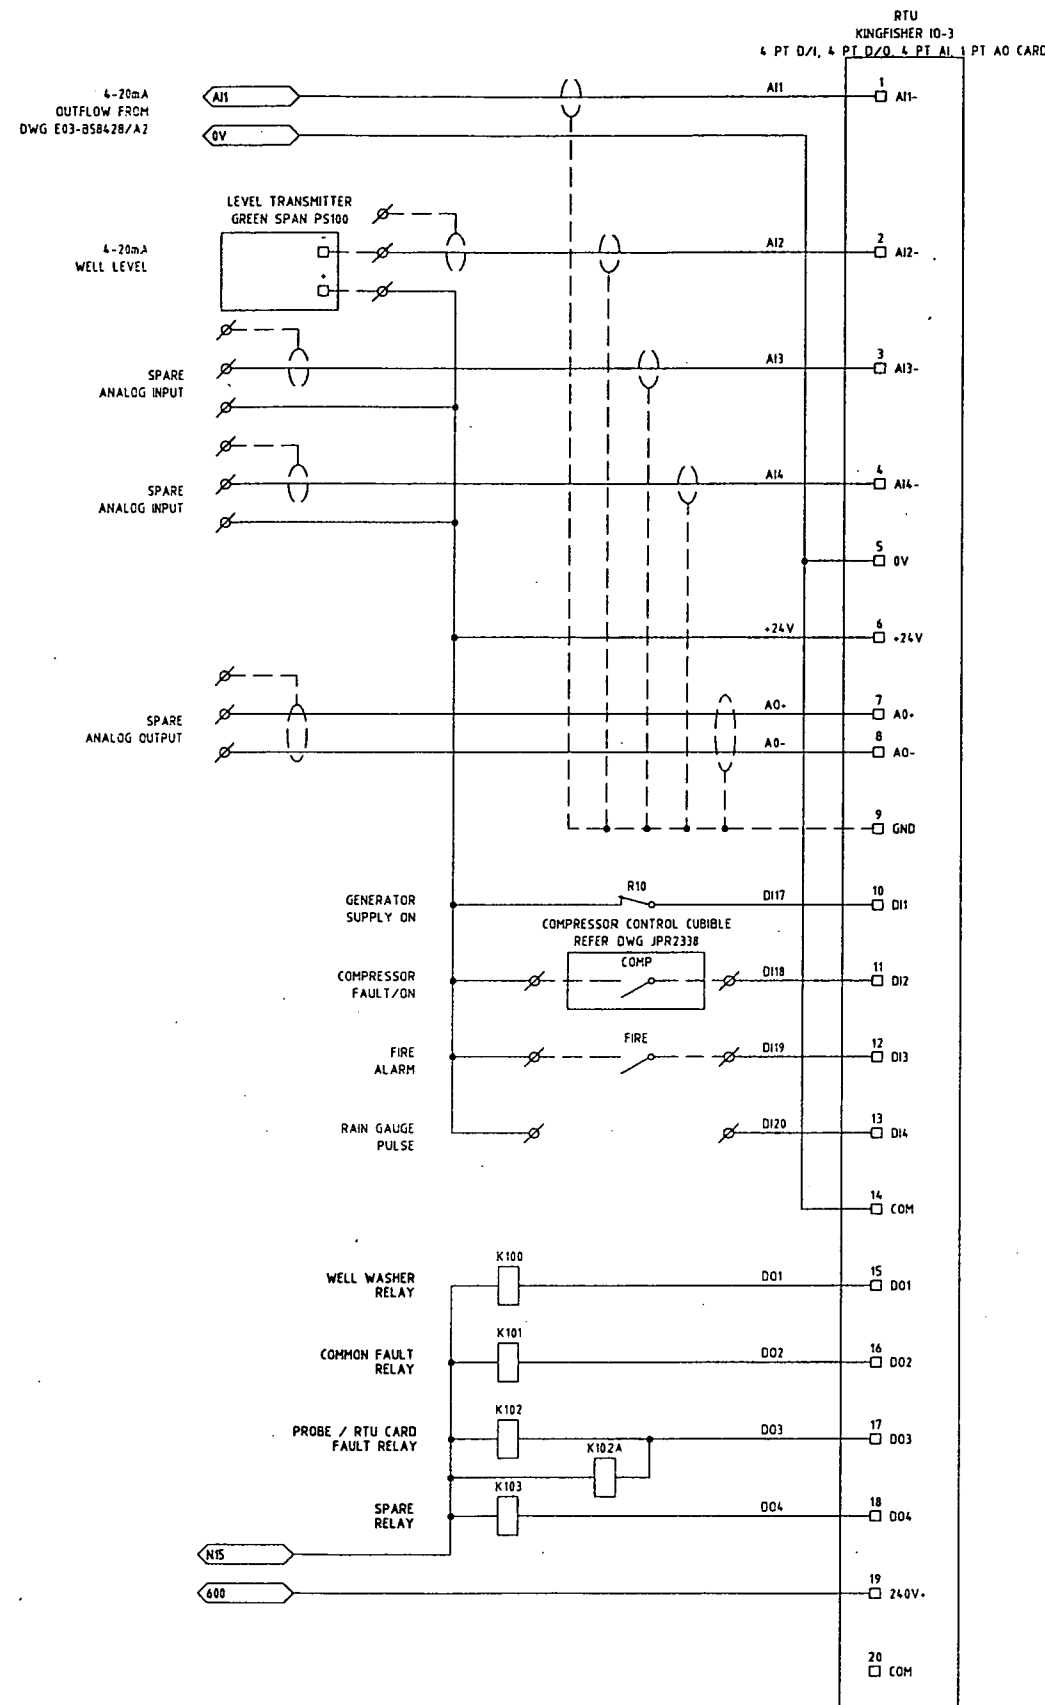 RTU
KINGFISHER IO-3
4 PT D/I, 4 PT D/O, 4 PT AI, 1 PT AO CARD
4-20mA
OUTFLOW FROM
DWG E03-BS8428/A2
AI1
0V
AI1
1
AI1-
LEVEL TRANSMITTER
GREEN SPAN PS100
-
+
4-20mA
WELL LEVEL
AI2
2
AI2-
SPARE
ANALOG INPUT
AI3
3
AI3-
SPARE
ANALOG INPUT
AI4
4
AI4-
5
0V
+24V
6
+24V
SPARE
ANALOG OUTPUT
AO+
7
AO+
AO-
8
AO-
9
GND
GENERATOR
SUPPLY ON
R10
DI17
10
DI1
COMPRESSOR CONTROL CUBIBLE
REFER DWG JPR2338
COMPRESSOR
FAULT/ON
COMP
DI18
11
DI2
FIRE
ALARM
FIRE
DI19
12
DI3
RAIN GAUGE
PULSE
DI20
13
DI4
14
COM
WELL WASHER
RELAY
K100
DO1
15
DO1
COMMON FAULT
RELAY
K101
DO2
16
DO2
PROBE / RTU CARD
FAULT RELAY
K102
K102A
DO3
17
DO3
SPARE
RELAY
K103
DO4
18
DO4
N15
600
19
240V+
20
COM